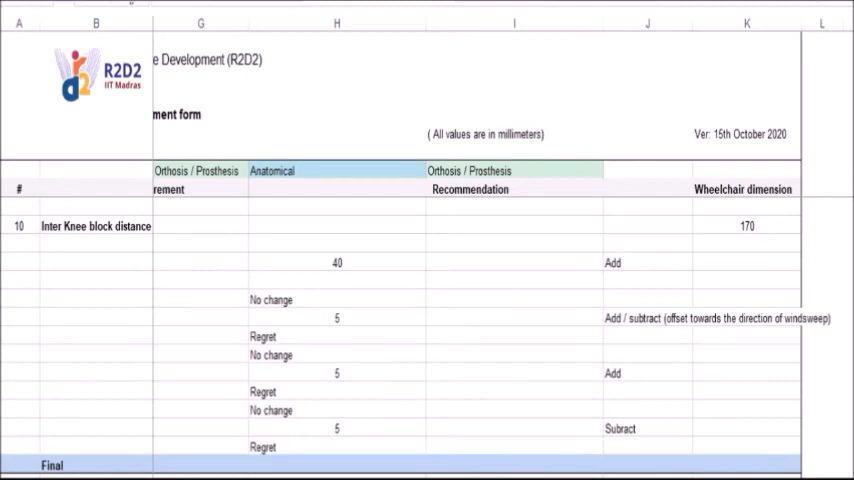 A B G H I J K L
R2D2
IIT Madras
e Development (R2D2)
ment form
( All values are in millimeters) Ver: 15th October 2020
Orthosis / Prosthesis Anatomical Orthosis / Prosthesis
# rement Recommendation Wheelchair dimension
10 Inter Knee block distance 170
40 Add
No change
5 Add / subtract (offset towards the direction of windsweep)
Regret
No change
5 Add
Regret
No change
5 Subract
Regret
Final